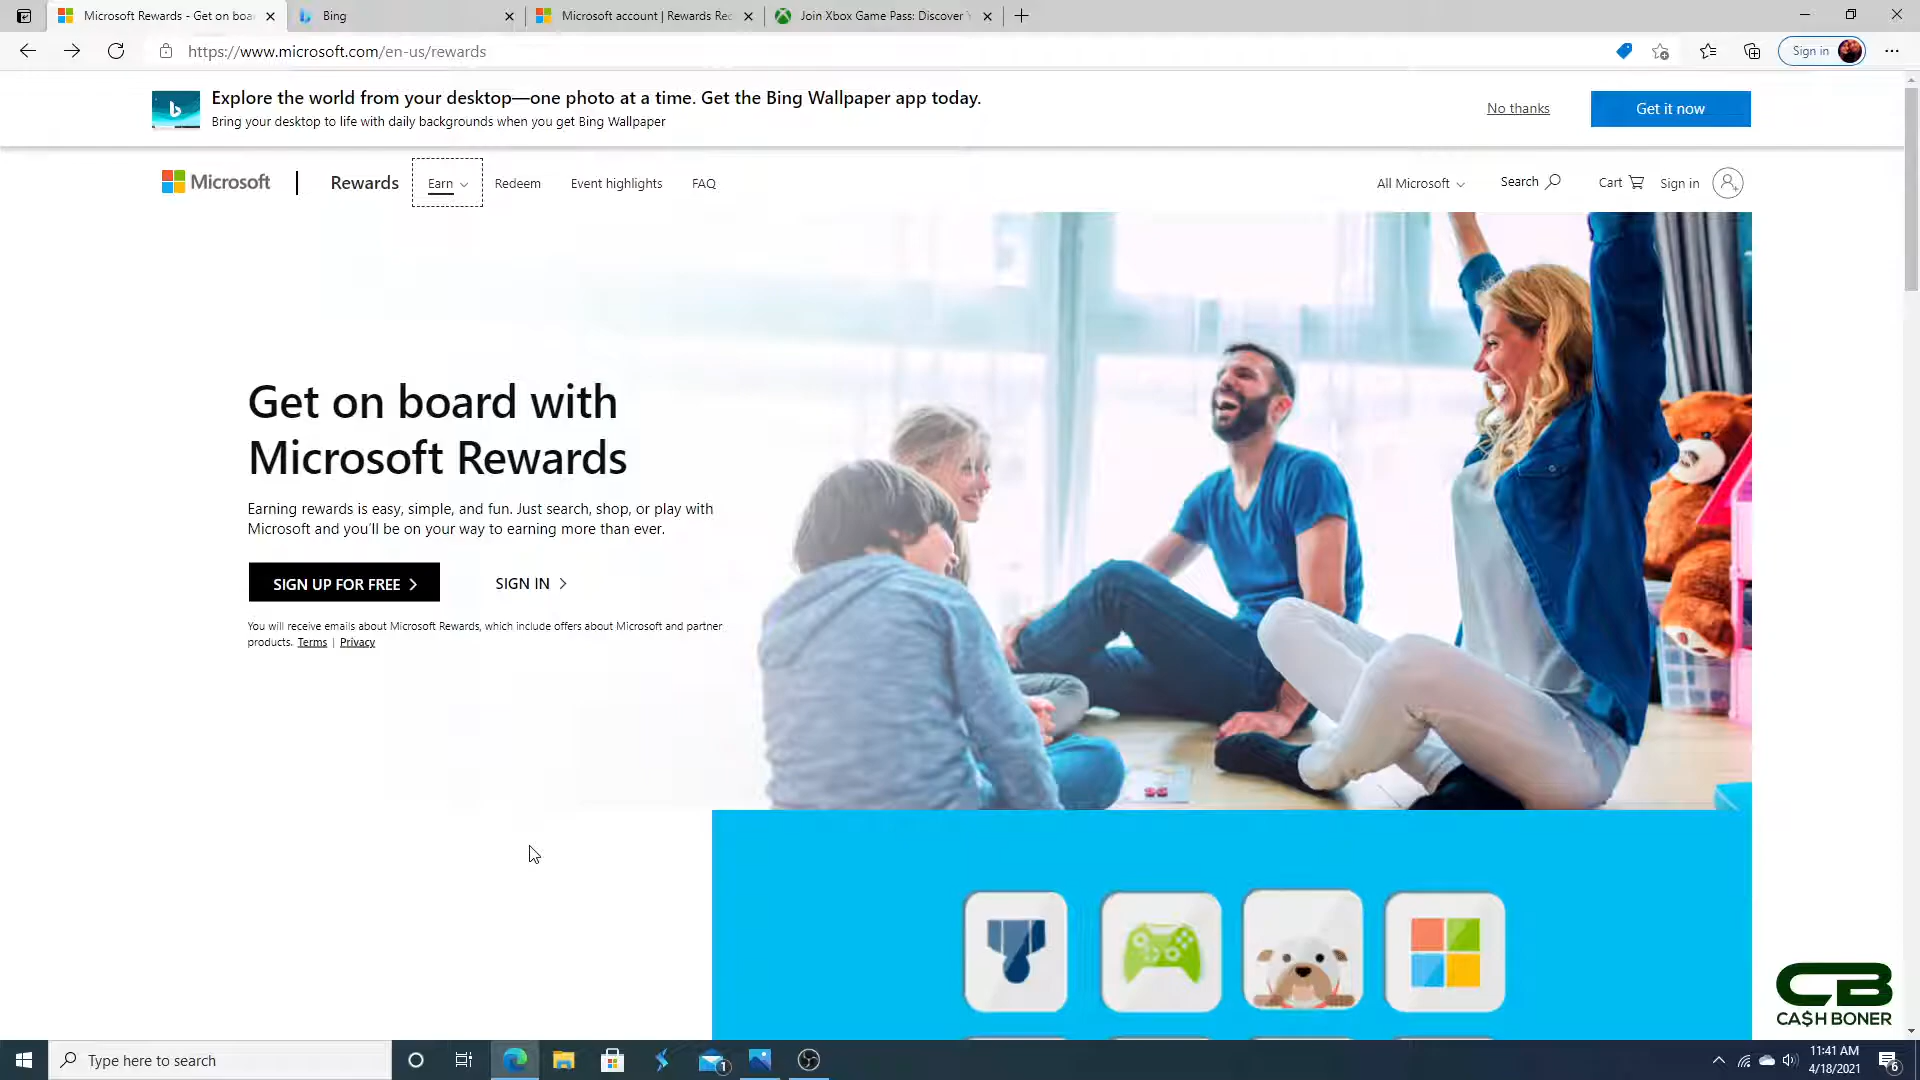 Microsoft Rewards - Get on boa
Bing
Microsoft account | Rewards Re
Join Xbox Game Pass: Discover
https://www.microsoft.com/en-us/rewards
Sign in
Explore the world from your desktop—one photo at a time. Get the Bing Wallpaper app today.
Bring your desktop to life with daily backgrounds when you get Bing Wallpaper
No thanks
Get it now
Microsoft
Rewards
Earn
Redeem
Event highlights
FAQ
All Microsoft
Search
Cart
Sign in
Get on board with
Microsoft Rewards
Earning rewards is easy, simple, and fun. Just search, shop, or play with
Microsoft and you'll be on your way to earning more than ever.
SIGN UP FOR FREE >
SIGN IN >
You will receive emails about Microsoft Rewards, which include offers about Microsoft and partner
products. Terms | Privacy
CB
CA$H BONER
Type here to search
1
11:41 AM
4/18/2021
6